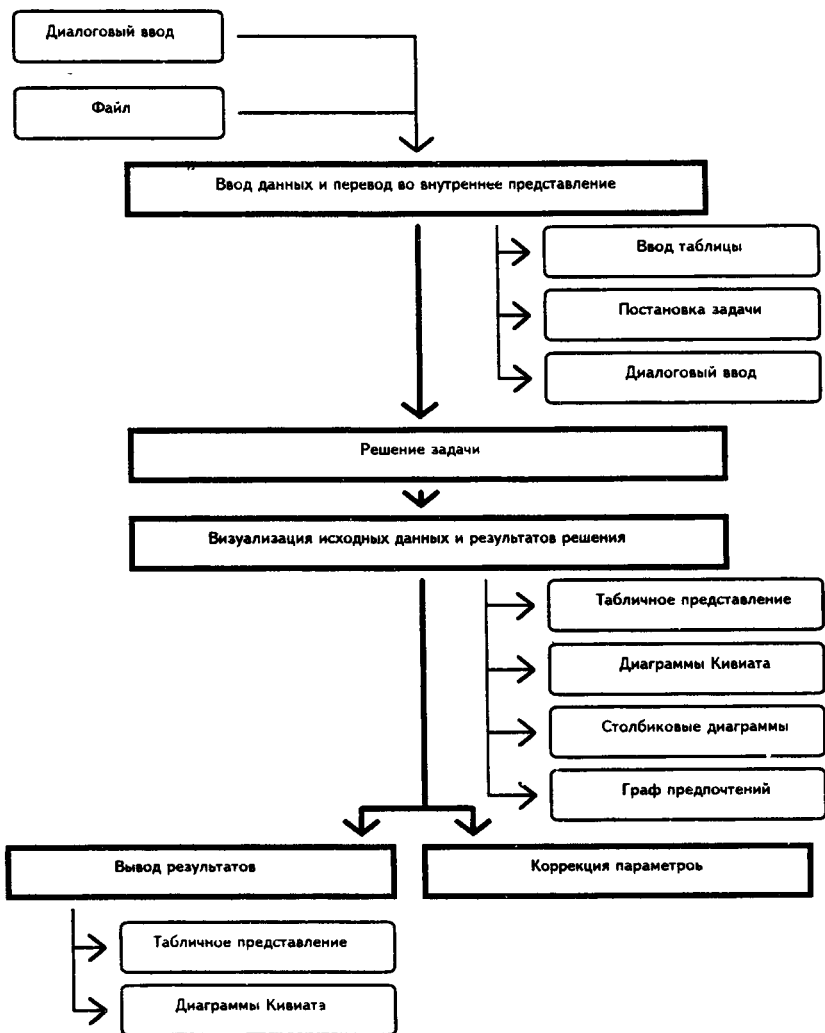 Диалоговый ввод
Файл
Ввод данных и перевод во внутреннее представление
Ввод таблицы
Постановка задачи
Диалоговый ввод
Решение задачи
Визуализация исходных данных и результатов решения
Табличное представление
Диаграммы Кивиата
Столбиковые диаграммы
Граф предпочтений
Вывод результатов
Коррекция параметров
Табличное представление
Диаграммы Кивиата